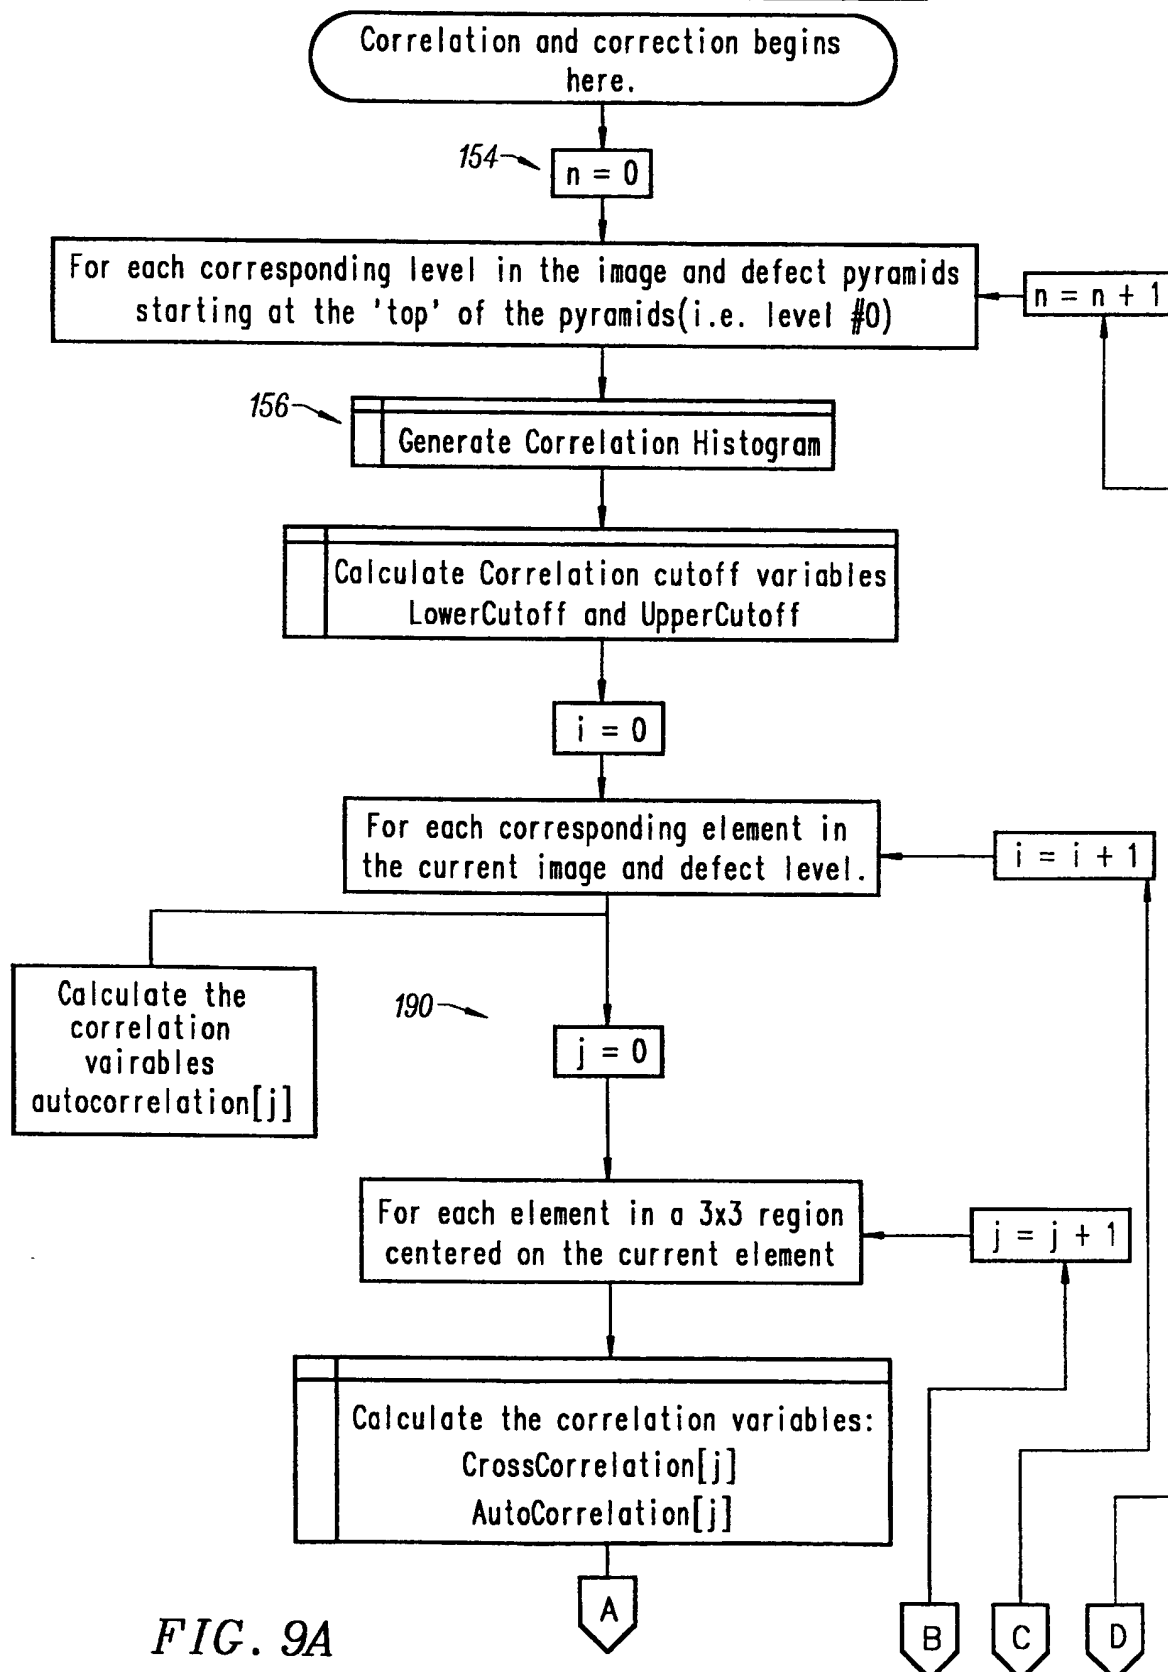 Correlation and correction begins
here.
154
n = 0
For each corresponding level in the image and defect pyramids
starting at the 'top' of the pyramids(i.e. level #0)
n = n + 1
156
Generate Correlation Histogram
Calculate Correlation cutoff variables
LowerCutoff and UpperCutoff
i = 0
For each corresponding element in
the current image and defect level.
i = i + 1
Calculate the
correlation
vairables
autocorrelation[j]
190
j = 0
For each element in a 3x3 region
centered on the current element
j = j + 1
Calculate the correlation variables:
CrossCorrelation[j]
AutoCorrelation[j]
A
B
C
D
FIG. 9A